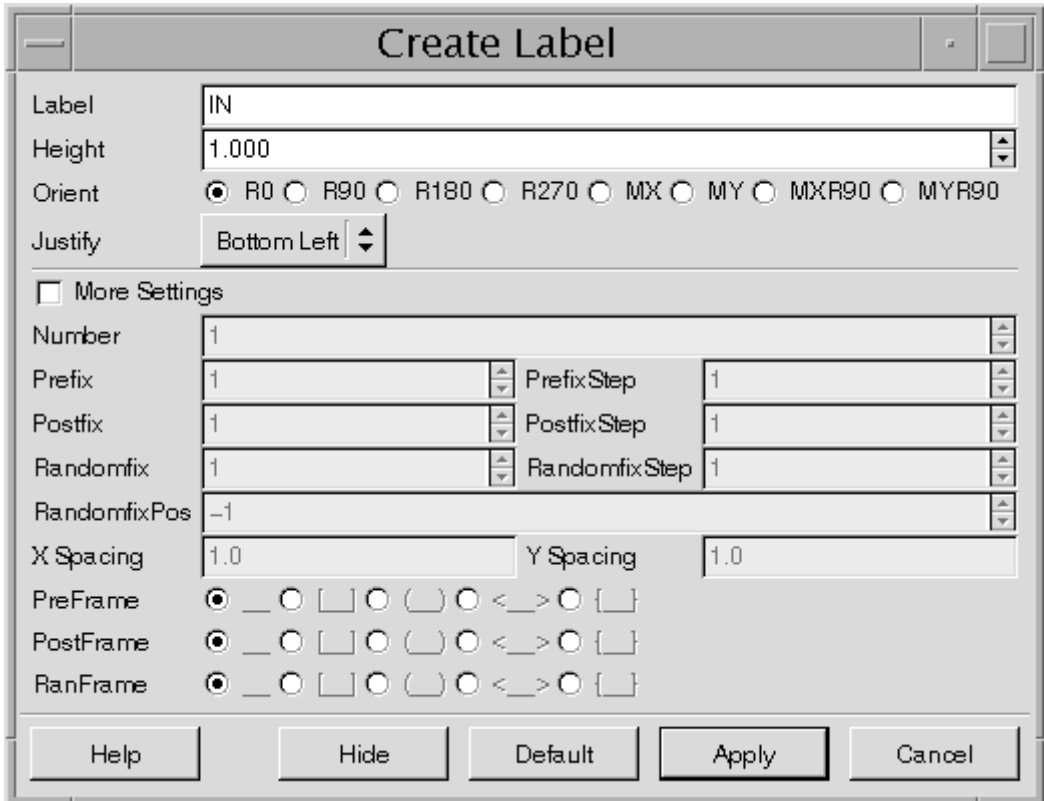 Create Label
Label IN
Height 1.000
Orient R0 R90 R180 R270 MX MY MXR90 MYR90
Justify Bottom Left
More Settings
Number 1
Prefix 1 PrefixStep 1
Postfix 1 PostfixStep 1
Randomfix 1 RandomfixStep 1
RandomfixPos -1
X Spacing 1.0 Y Spacing 1.0
PreFrame __ [__] (__) <__> {__}
PostFrame __ [__] (__) <__> {__}
RanFrame __ [__] (__) <__> {__}
Help Hide Default Apply Cancel